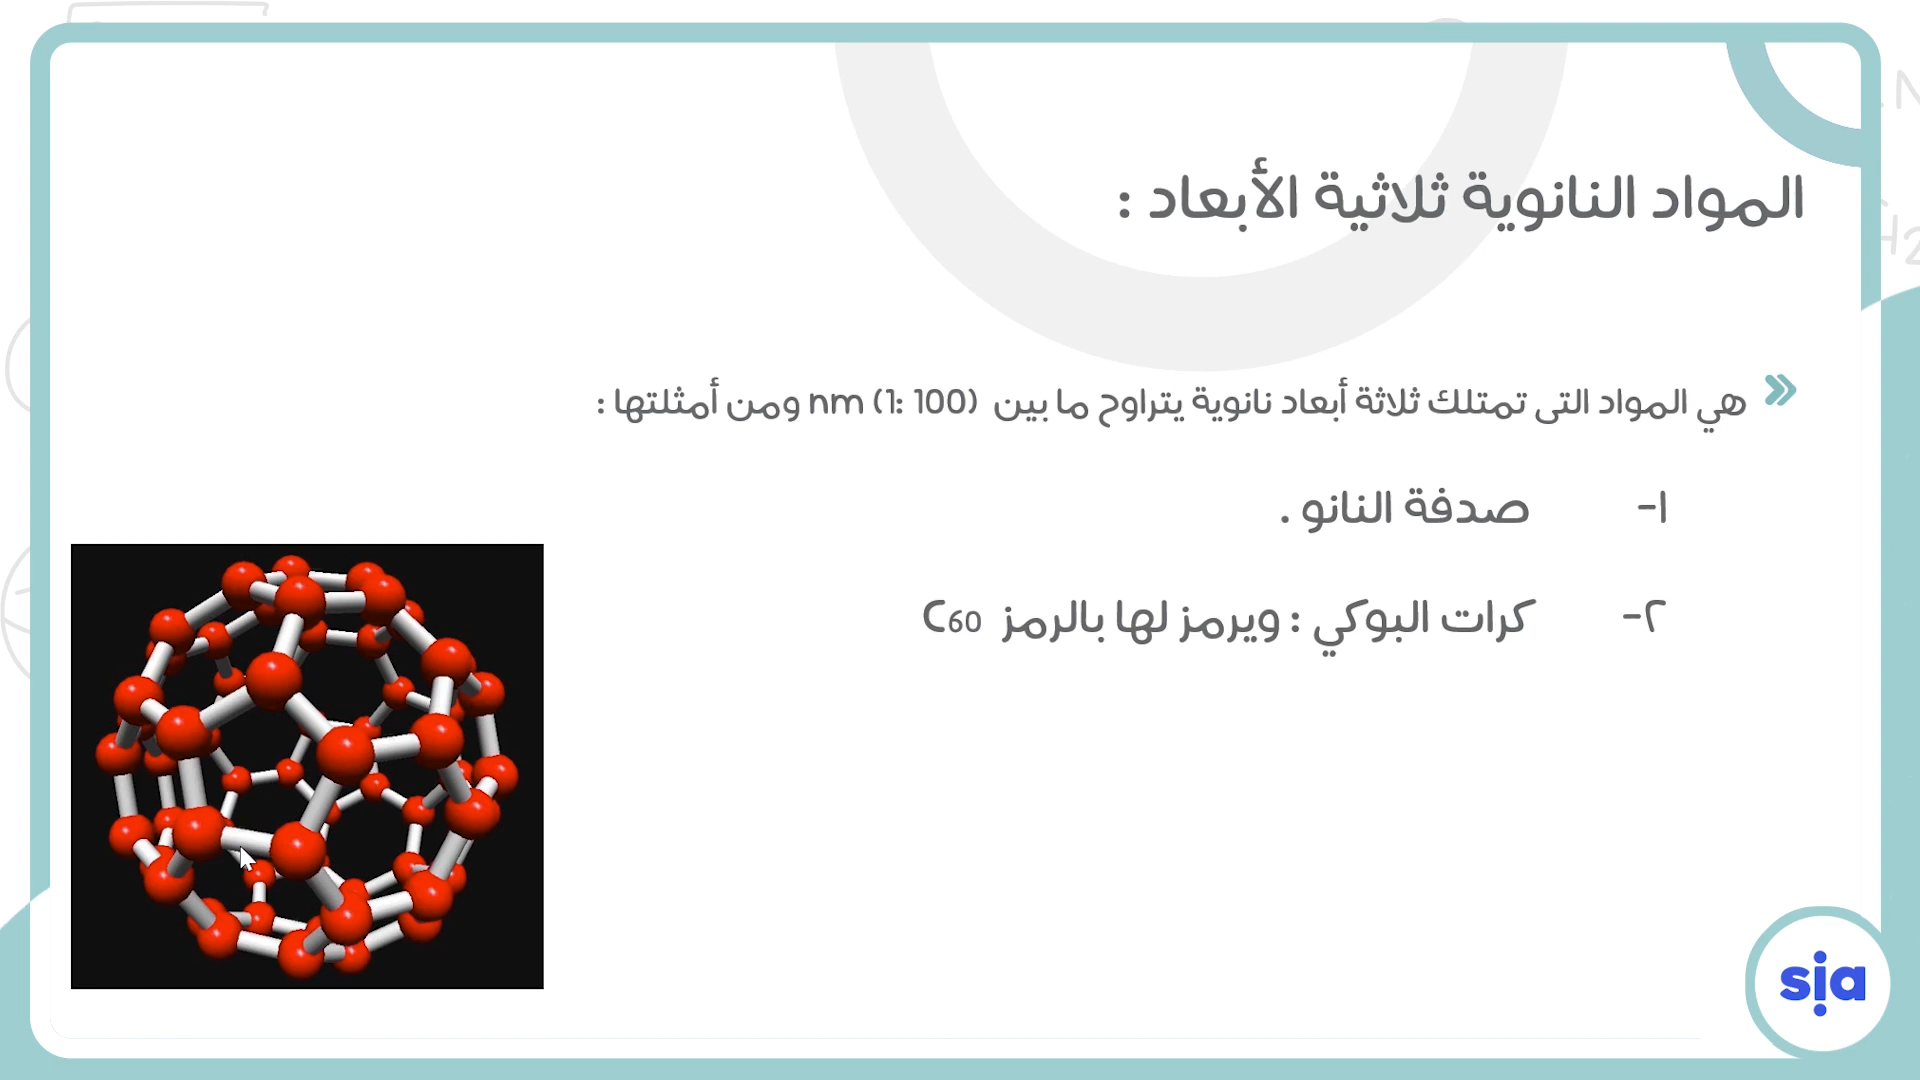 المواد النانوية ثلاثية الأبعاد :
هي المواد التى تمتلك ثلاثة أبعاد نانوية يتراوح ما بين nm (1: 100) ومن أمثلتها :
١- صدفة النانو .
٢- كرات البوكي : ويرمز لها بالرمز C₆₀
sia